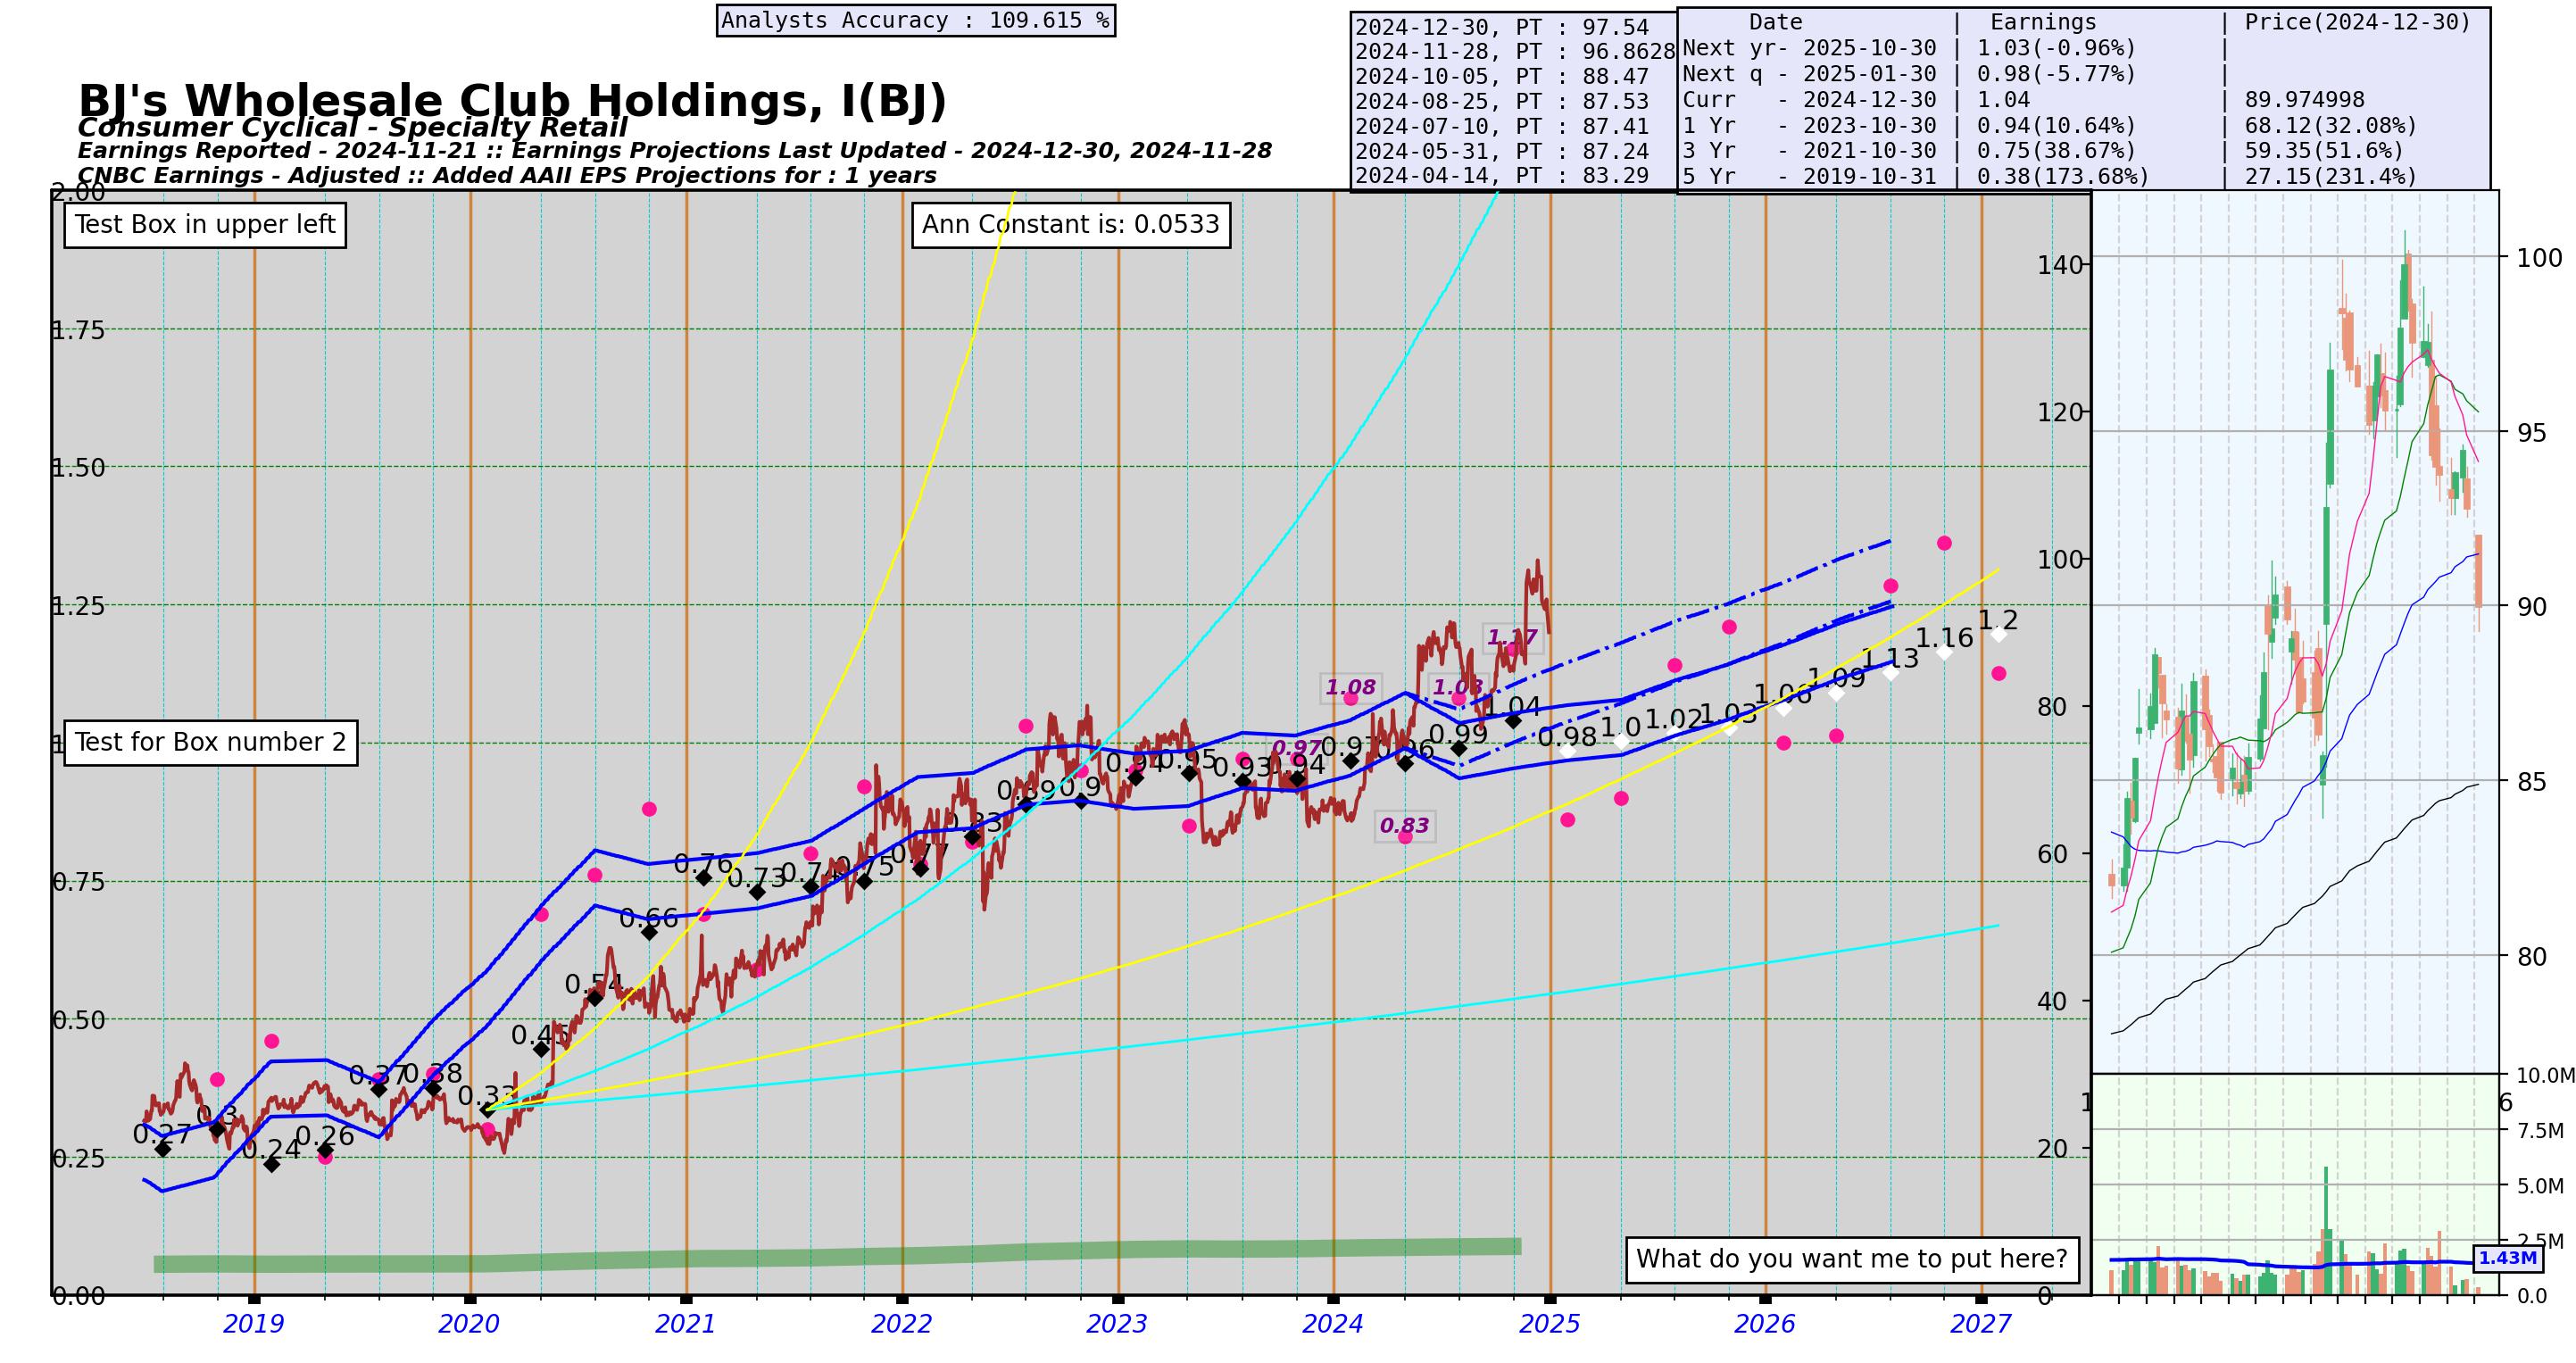 Analysts Accuracy : 109.615 %
BJ's Wholesale Club Holdings, I(BJ)
Consumer Cyclical - Specialty Retail
Earnings Reported - 2024-11-21 :: Earnings Projections Last Updated - 2024-12-30, 2024-11-28
CNBC Earnings - Adjusted :: Added AAII EPS Projections for : 1 years
2024-12-30, PT : 97.54
2024-11-28, PT : 96.8628
2024-10-05, PT : 88.47
2024-08-25, PT : 87.53
2024-07-10, PT : 87.41
2024-05-31, PT : 87.24
2024-04-14, PT : 83.29
Date | Earnings | Price(2024-12-30)
Next yr- 2025-10-30 | 1.03(-0.96%) |
Next q - 2025-01-30 | 0.98(-5.77%) |
Curr - 2024-12-30 | 1.04 | 89.974998
1 Yr - 2023-10-30 | 0.94(10.64%) | 68.12(32.08%)
3 Yr - 2021-10-30 | 0.75(38.67%) | 59.35(51.6%)
5 Yr - 2019-10-31 | 0.38(173.68%) | 27.15(231.4%)
Test Box in upper left
Ann Constant is: 0.0533
Test for Box number 2
What do you want me to put here?
2.00
1.75
1.50
1.25
0.75
0.50
0.25
0.00
0.27
0.3
0.24
0.26
0.37
0.38
0.33
0.45
0.54
0.66
0.76
0.73
0.74
0.75
0.77
0.83
0.89
0.9
0.94
0.95
0.93
0.94
0.97
0.96
0.99
1.04
0.98
1.0
1.02
1.03
1.06
1.09
1.13
1.16
1.2
0.97
1.08
0.83
1.08
1.17
140
120
100
80
60
40
20
0
100
95
90
85
80
10.0M
7.5M
5.0M
2.5M
0.0
1.43M
1
6
2019
2020
2021
2022
2023
2024
2025
2026
2027